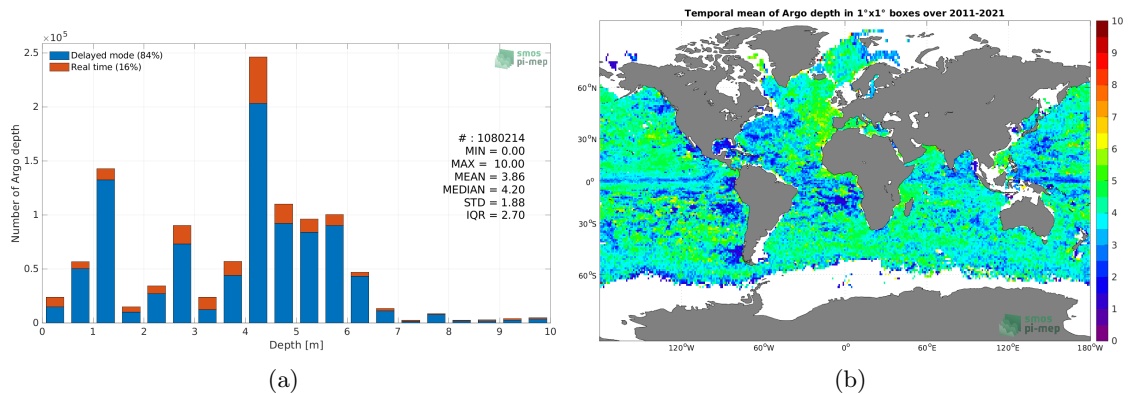 ×10^5
2.5
2
1.5
1
0.5
0
Number of Argo depth
Delayed mode (84%)
Real time (16%)
smos
pi-mep
# : 1080214
MIN = 0.00
MAX = 10.00
MEAN = 3.86
MEDIAN = 4.20
STD = 1.88
IQR = 2.70
0 1 2 3 4 5 6 7 8 9 10
Depth [m]
(a)
Temporal mean of Argo depth in 1°x1° boxes over 2011-2021
60°N
30°N
0°
30°S
60°S
120°W 60°W 0° 60°E 120°E 180°W
smos
pi-mep
10
9
8
7
6
5
4
3
2
1
0
(b)